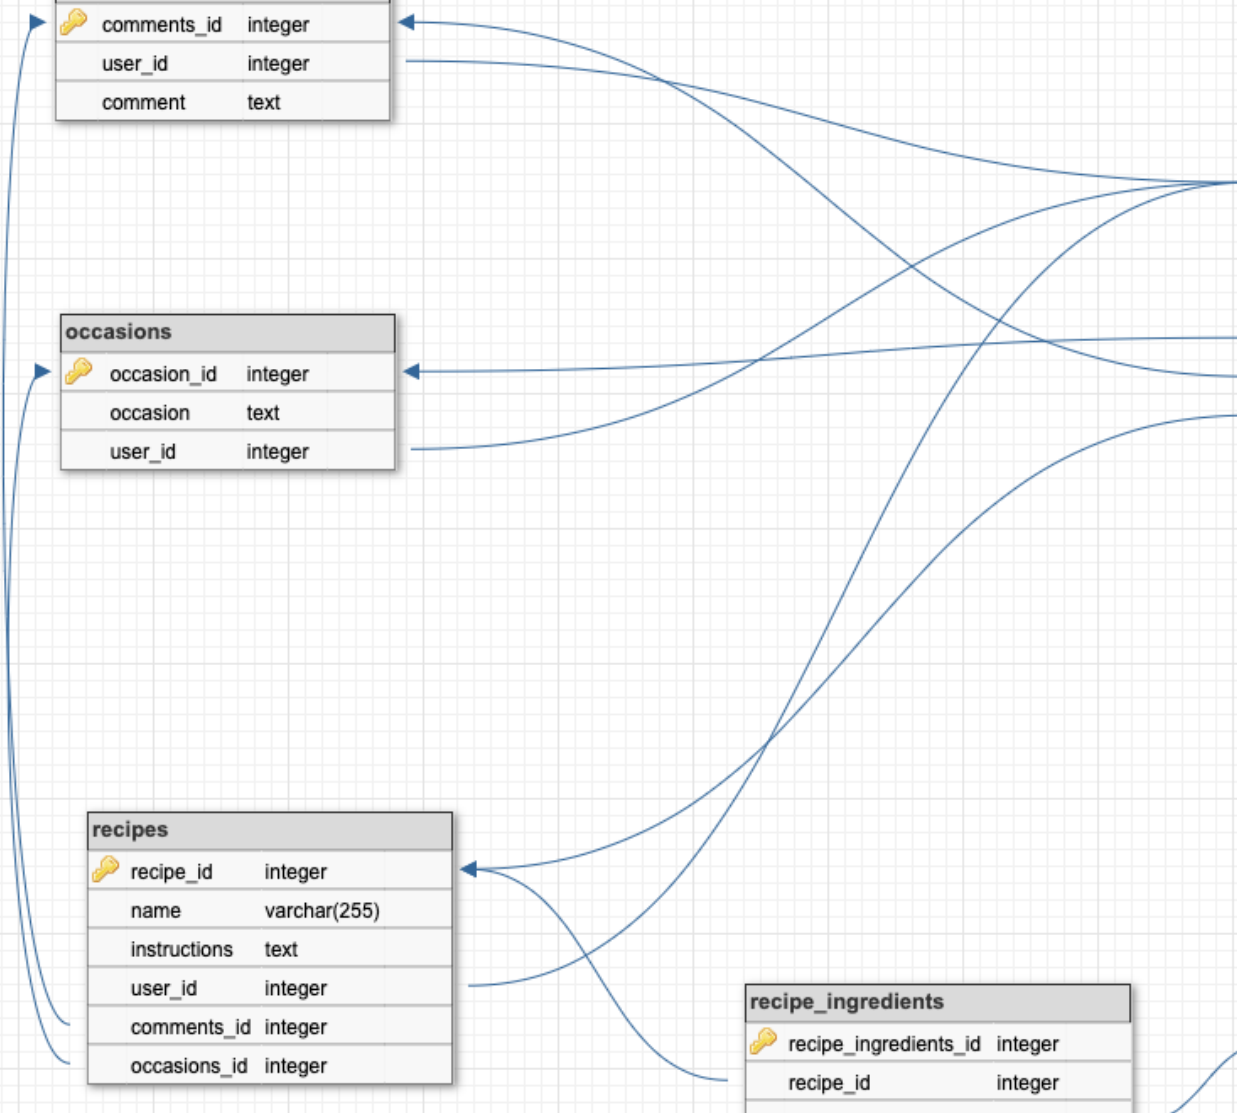 comments_id integer
user_id integer
comment text
occasions
occasion_id integer
occasion text
user_id integer
recipes
recipe_id integer
name varchar(255)
instructions text
user_id integer
comments_id integer
occasions_id integer
recipe_ingredients
recipe_ingredients_id integer
recipe_id integer